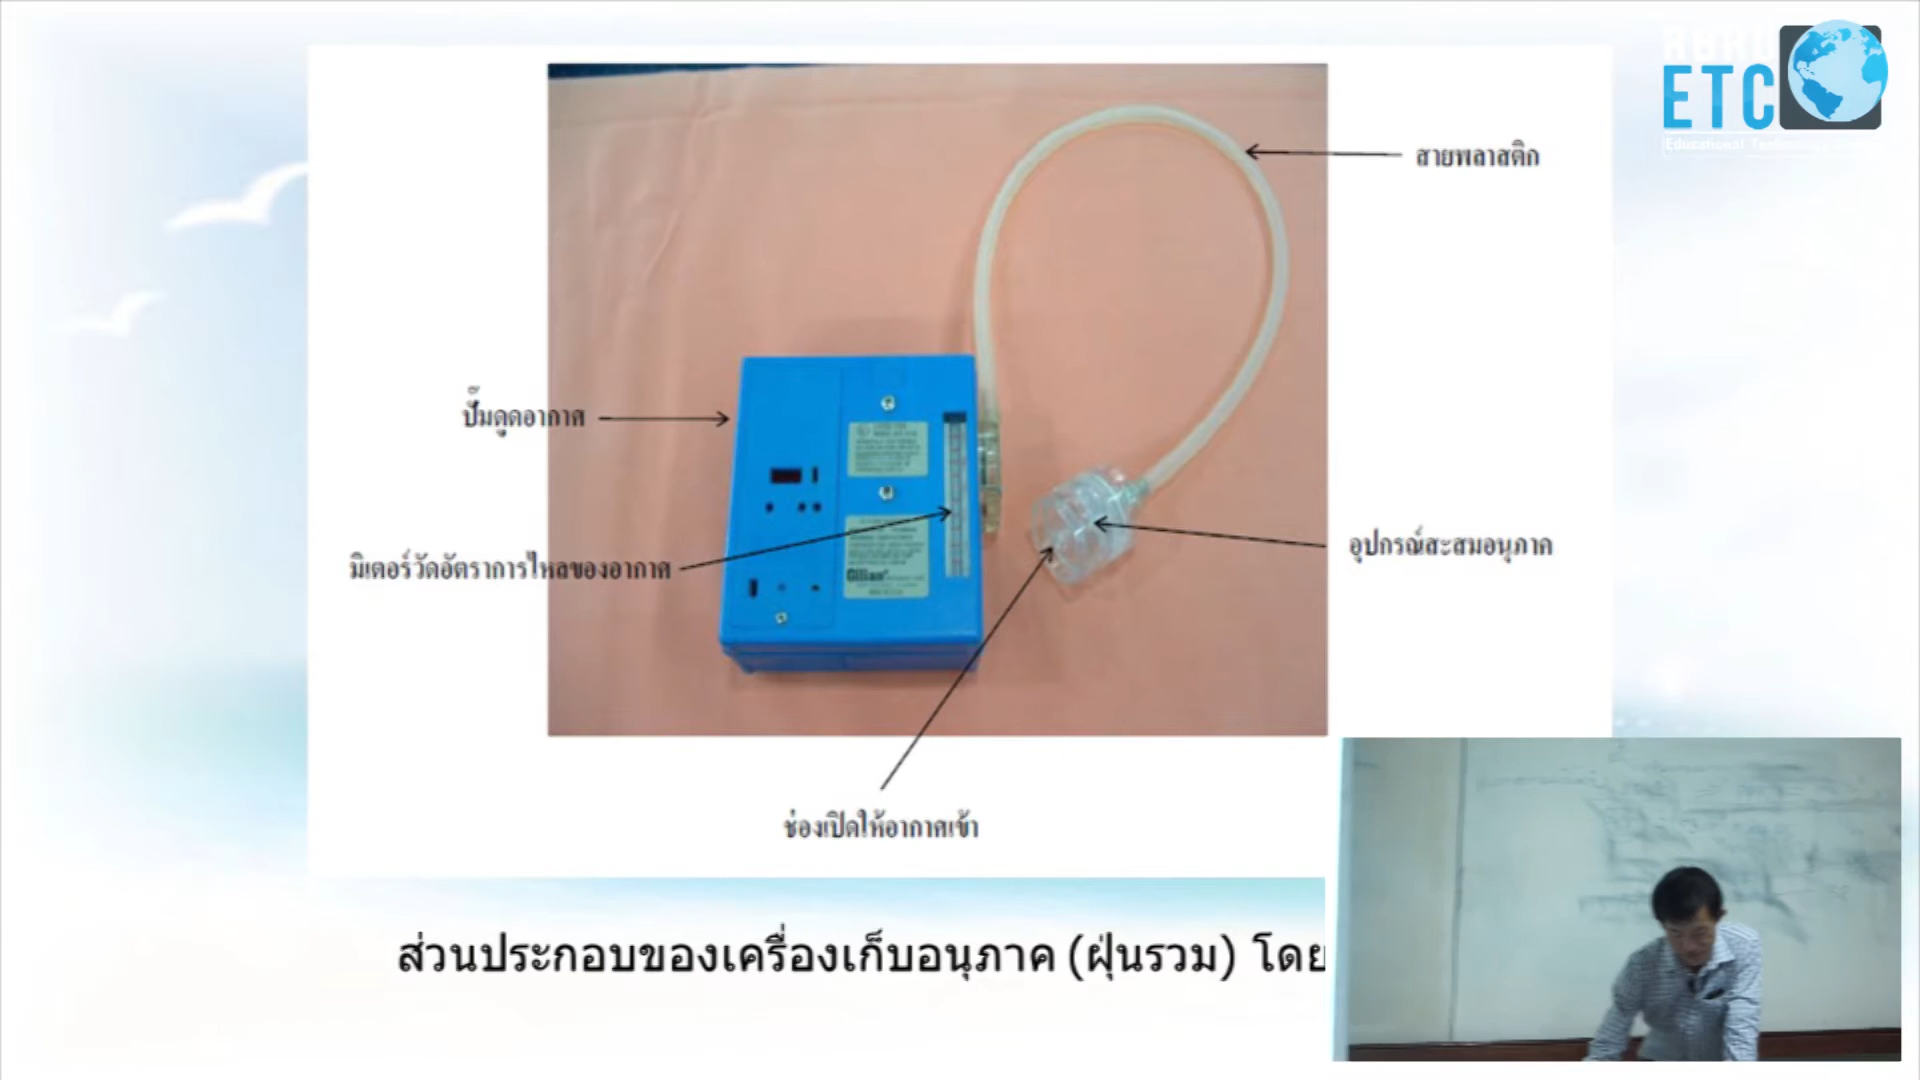 ETC
Educational
สายพลาสติก
ปั๊มดูดอากาศ
มิเตอร์วัดอัตราการไหลของอากาศ
อุปกรณ์สะสมอนุภาค
Gilian
ช่องเปิดให้อากาศเข้า
ส่วนประกอบของเครื่องเก็บอนุภาค (ฝุ่นรวม) โดย